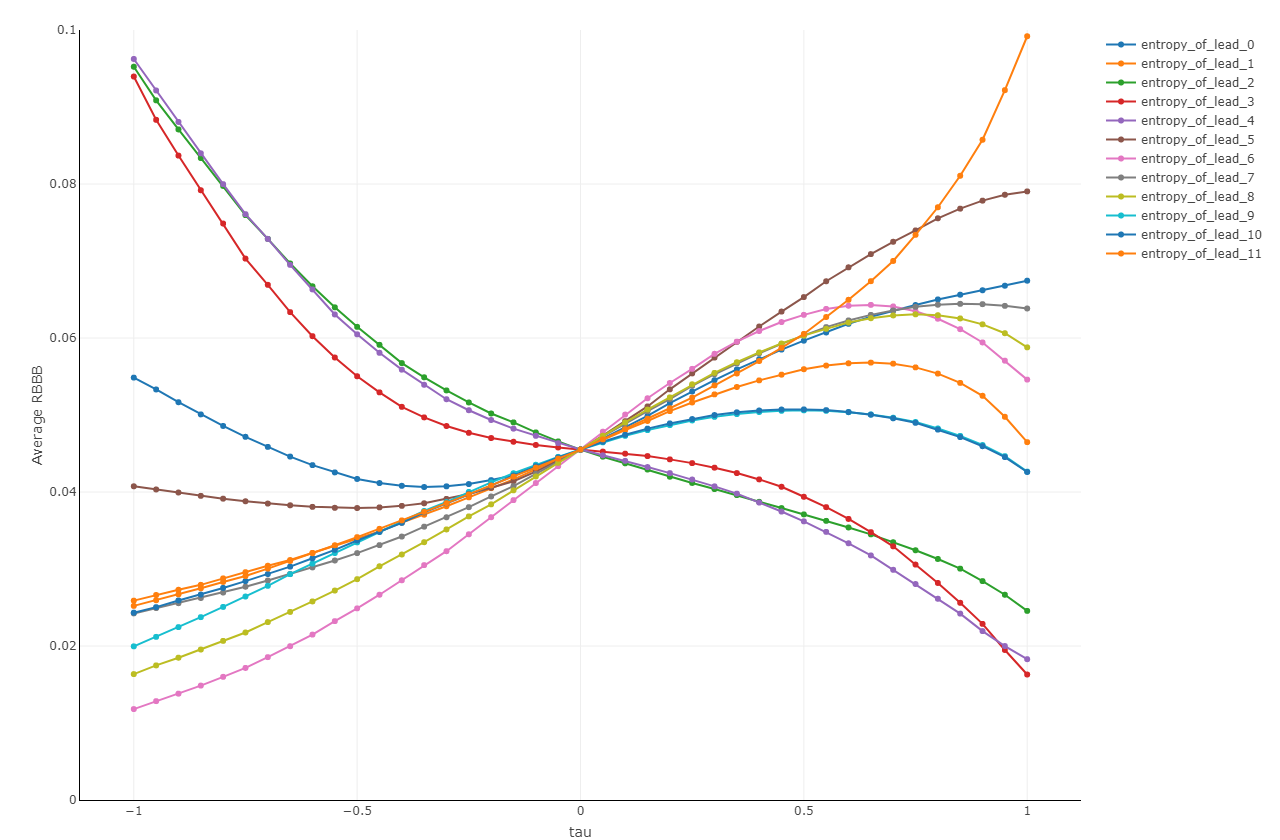 0.1
0.08
0.06
0.04
0.02
0
Average RBBB
−1
−0.5
0
0.5
1
tau
entropy_of_lead_0
entropy_of_lead_1
entropy_of_lead_2
entropy_of_lead_3
entropy_of_lead_4
entropy_of_lead_5
entropy_of_lead_6
entropy_of_lead_7
entropy_of_lead_8
entropy_of_lead_9
entropy_of_lead_10
entropy_of_lead_11